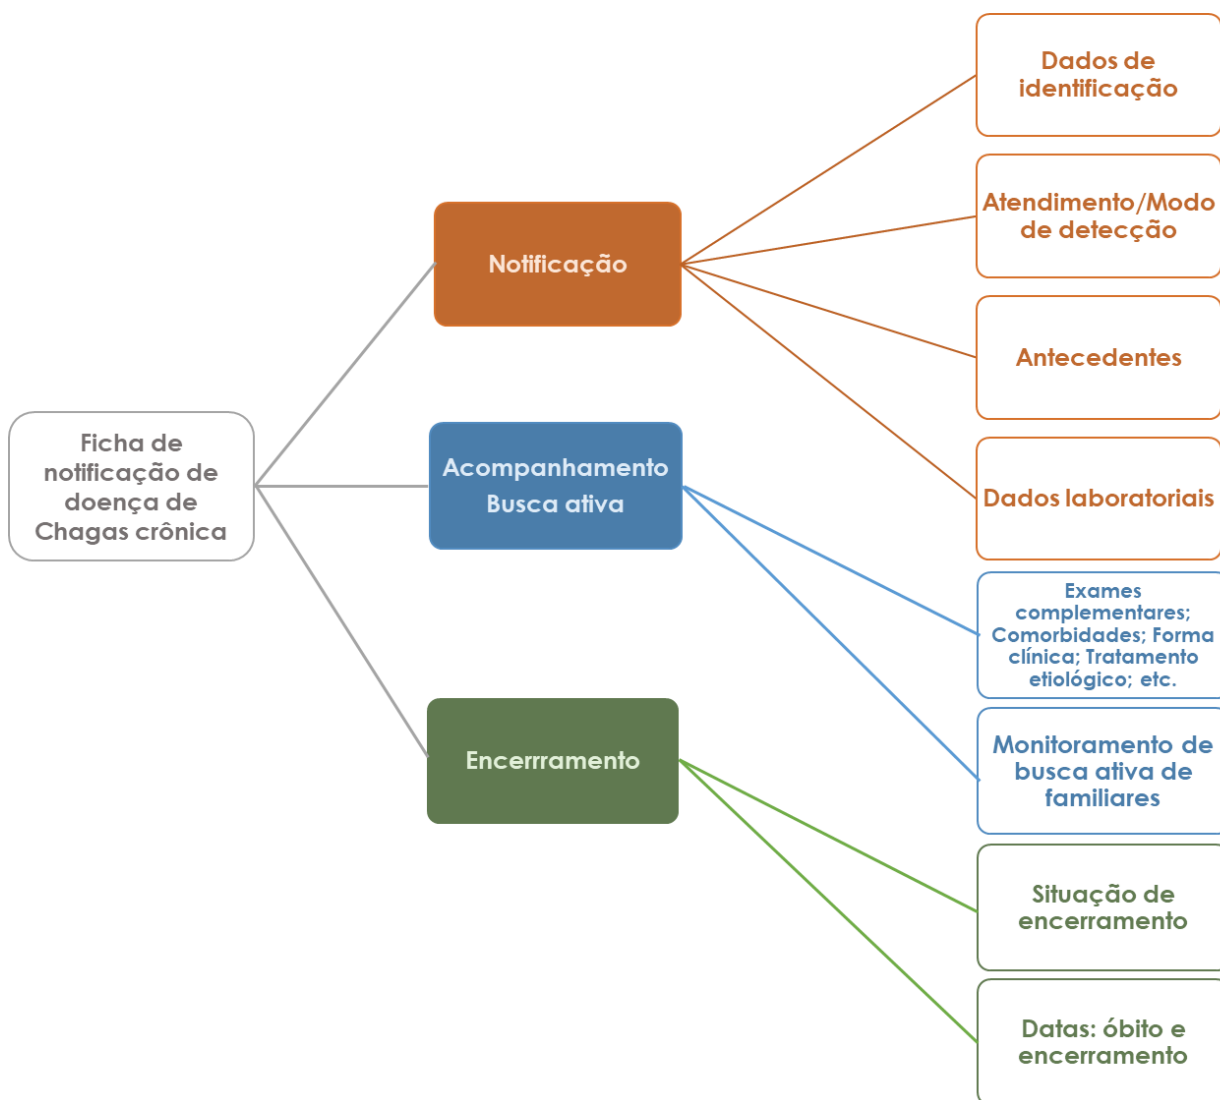 Ficha de
notificação de
doença de
Chagas crônica
Notificação
Dados de
identificação
Atendimento/Modo
de detecção
Antecedentes
Dados laboratoriais
Acompanhamento
Busca ativa
Exames
complementares;
Comorbidades; Forma
clínica; Tratamento
etiológico; etc.
Monitoramento de
busca ativa de
familiares
Encerrramento
Situação de
encerramento
Datas: óbito e
encerramento